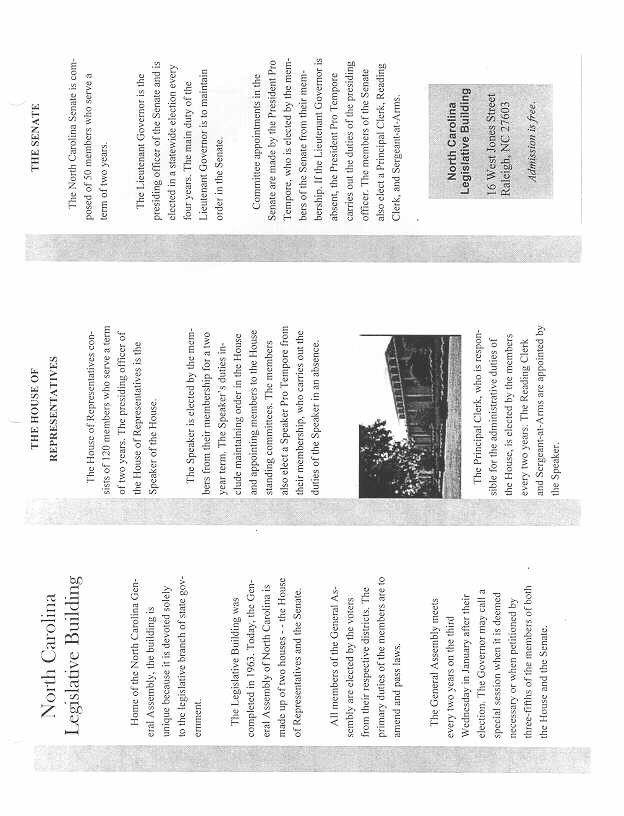 North Carolina
Legislative Building
Home of the North Carolina Gen-
eral Assembly, the building is
unique because it is devoted solely
to the legislative branch of state gov-
ernment.
The Legislative Building was
completed in 1963. Today, the Gen-
eral Assembly of North Carolina is
made up of two houses - - the House
of Representatives and the Senate.
All members of the General As-
sembly are elected by the voters
from their respective districts. The
primary duties of the members are to
amend and pass laws.
The General Assembly meets
every two years on the third
Wednesday in January after their
election. The Governor may call a
special session when it is deemed
necessary or when petitioned by
three-fifths of the members of both
the House and the Senate.
THE HOUSE OF
REPRESENTATIVES
The House of Representatives con-
sists of 120 members who serve a term
of two years. The presiding officer of
the House of Representatives is the
Speaker of the House.
The Speaker is elected by the mem-
bers from their membership for a two
year term. The Speaker's duties in-
clude maintaining order in the House
and appointing members to the House
standing committees. The members
also elect a Speaker Pro Tempore from
their membership, who carries out the
duties of the Speaker in an absence.
The Principal Clerk, who is respon-
sible for the administrative duties of
the House, is elected by the members
every two years. The Reading Clerk
and Sergeant-at-Arms are appointed by
the Speaker.
THE SENATE
The North Carolina Senate is com-
posed of 50 members who serve a
term of two years.
The Lieutenant Governor is the
presiding officer of the Senate and is
elected in a statewide election every
four years. The main duty of the
Lieutenant Governor is to maintain
order in the Senate.
Committee appointments in the
Senate are made by the President Pro
Tempore, who is elected by the mem-
bers of the Senate from their mem-
bership. If the Lieutenant Governor is
absent, the President Pro Tempore
carries out the duties of the presiding
officer. The members of the Senate
also elect a Principal Clerk, Reading
Clerk, and Sergeant-at-Arms.
North Carolina
Legislative Building
16 West Jones Street
Raleigh, NC 27603
Admission is free.